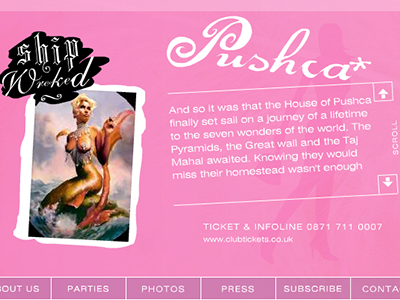 ship
Wrecked
Pushca*
And so it was that the House of Pushca
finally set sail on a journey of a lifetime
to the seven wonders of the world. The
Pyramids, the Great wall and the Taj
Mahal awaited. Knowing they would
miss their homestead wasn't enough
SCROLL
TICKET & INFOLINE 0871 711 0007
www.clubtickets.co.uk
BOUT US PARTIES PHOTOS PRESS SUBSCRIBE CONTA